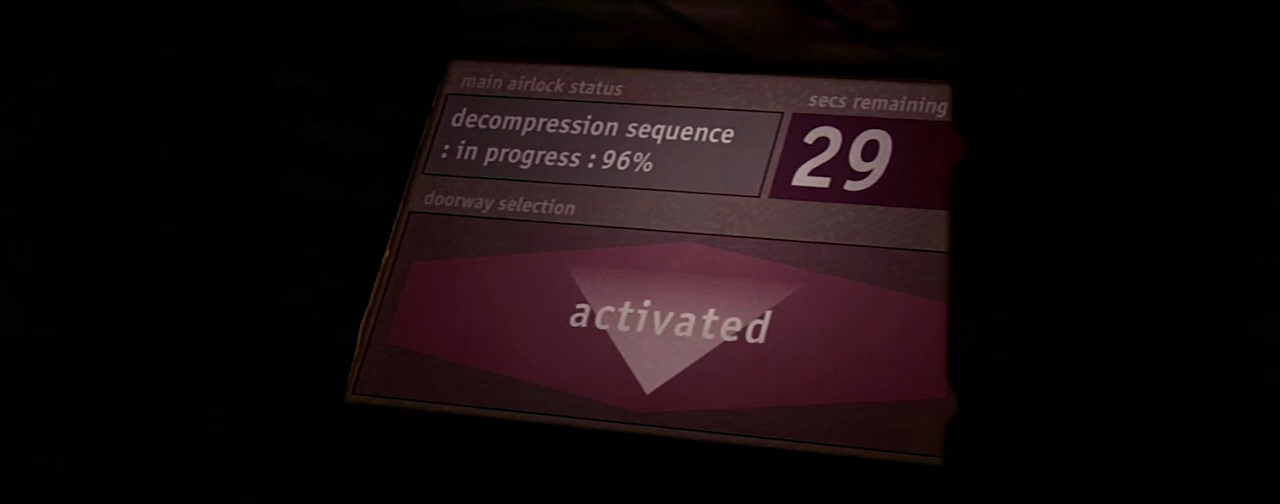 main airlock status
secs remaining
decompression sequence
: in progress : 96%
29
doorway selection
activated